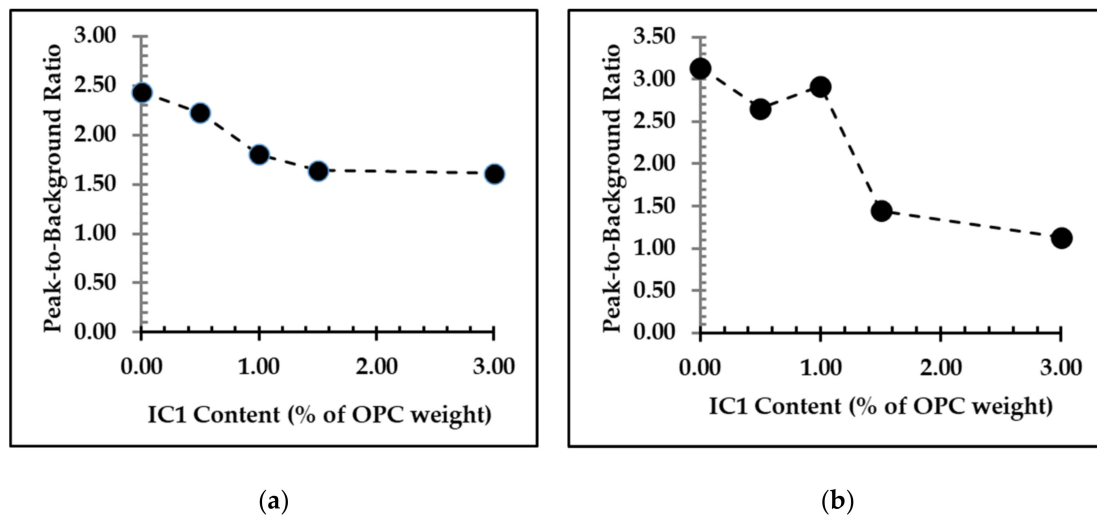 Peak-to-Background Ratio
3.00
2.50
2.00
1.50
1.00
0.50
0.00
0.00 1.00 2.00 3.00
IC1 Content (% of OPC weight)
(a)
Peak-to-Background Ratio
3.50
3.00
2.50
2.00
1.50
1.00
0.50
0.00
0.00 1.00 2.00 3.00
IC1 Content (% of OPC weight)
(b)